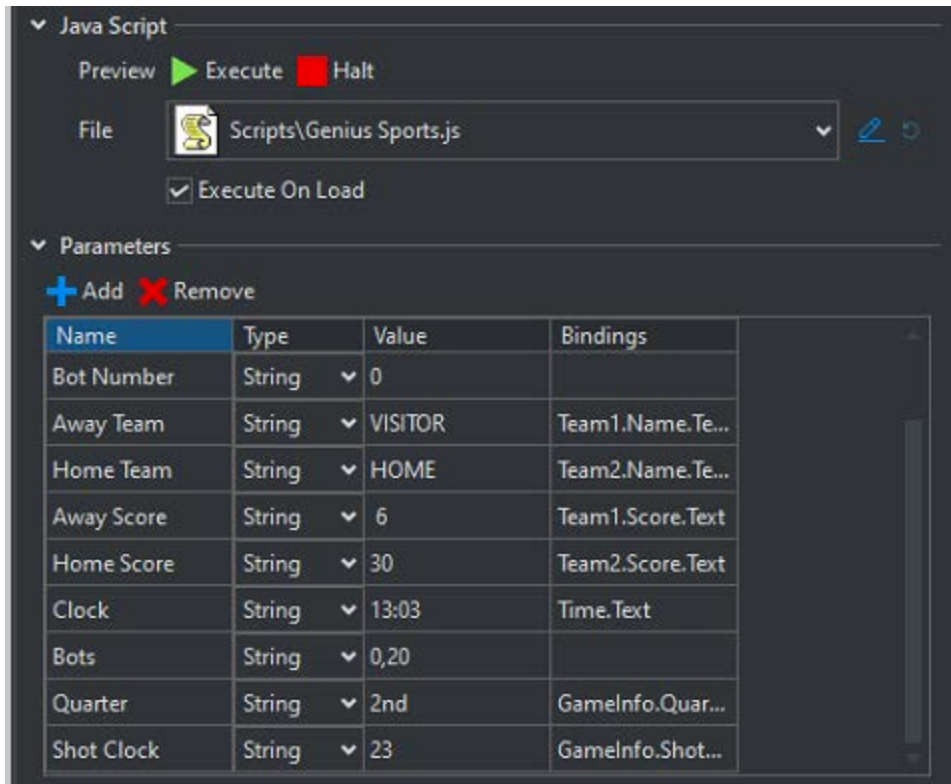 Java Script
Preview Execute Halt
File Scripts\Genius Sports.js
Execute On Load
Parameters
Add Remove
Name Type Value Bindings
Bot Number String 0
Away Team String VISITOR Team1.Name.Te...
Home Team String HOME Team2.Name.Te...
Away Score String 6 Team1.Score.Text
Home Score String 30 Team2.Score.Text
Clock String 13:03 Time.Text
Bots String 0,20
Quarter String 2nd GameInfo.Quar...
Shot Clock String 23 GameInfo.Shot...